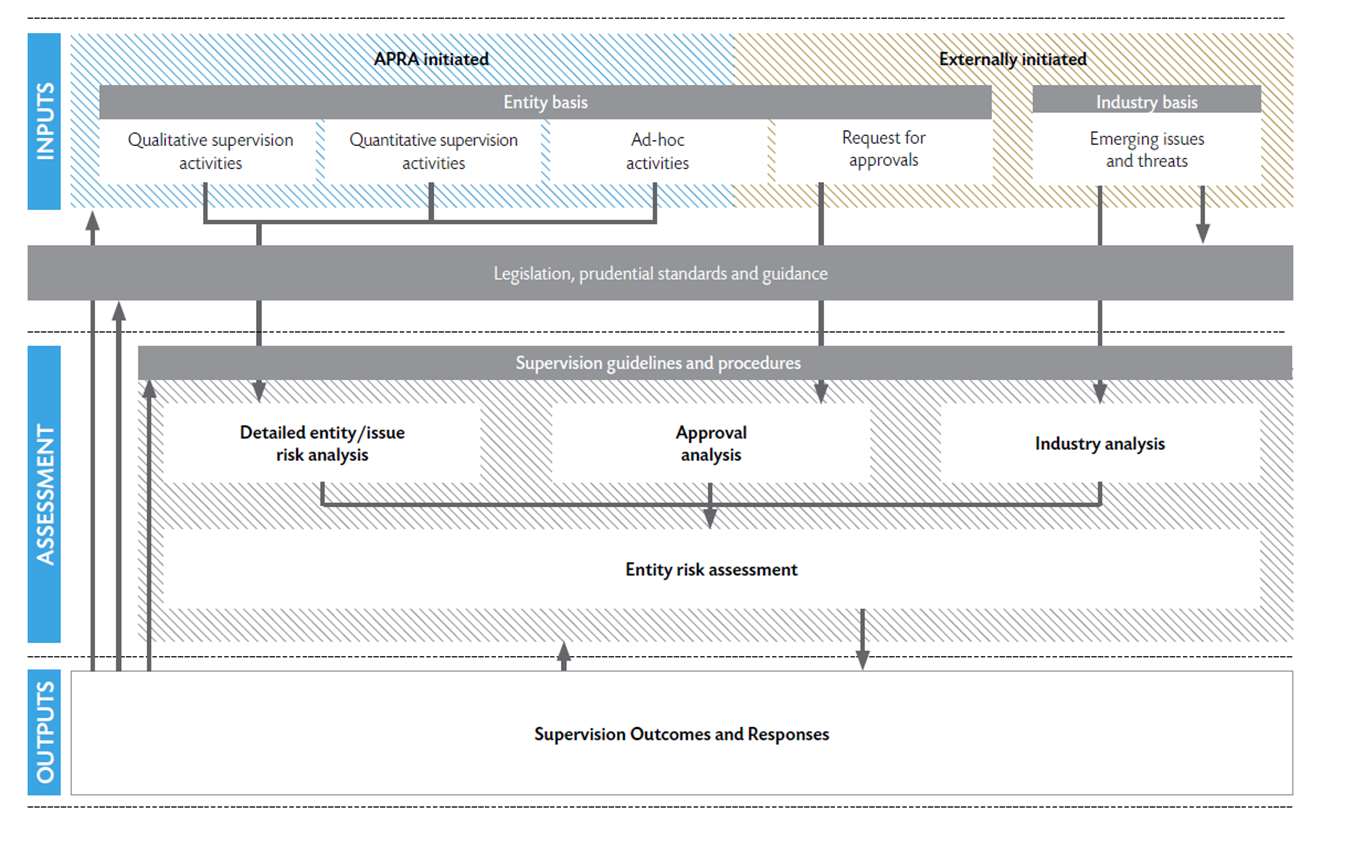 INPUTS
APRA initiated
Externally initiated
Entity basis
Industry basis
Qualitative supervision
activities
Quantitative supervision
activities
Ad-hoc
activities
Request for
approvals
Emerging issues
and threats
Legislation, prudential standards and guidance
ASSESSMENT
Supervision guidelines and procedures
Detailed entity/issue
risk analysis
Approval
analysis
Industry analysis
Entity risk assessment
OUTPUTS
Supervision Outcomes and Responses